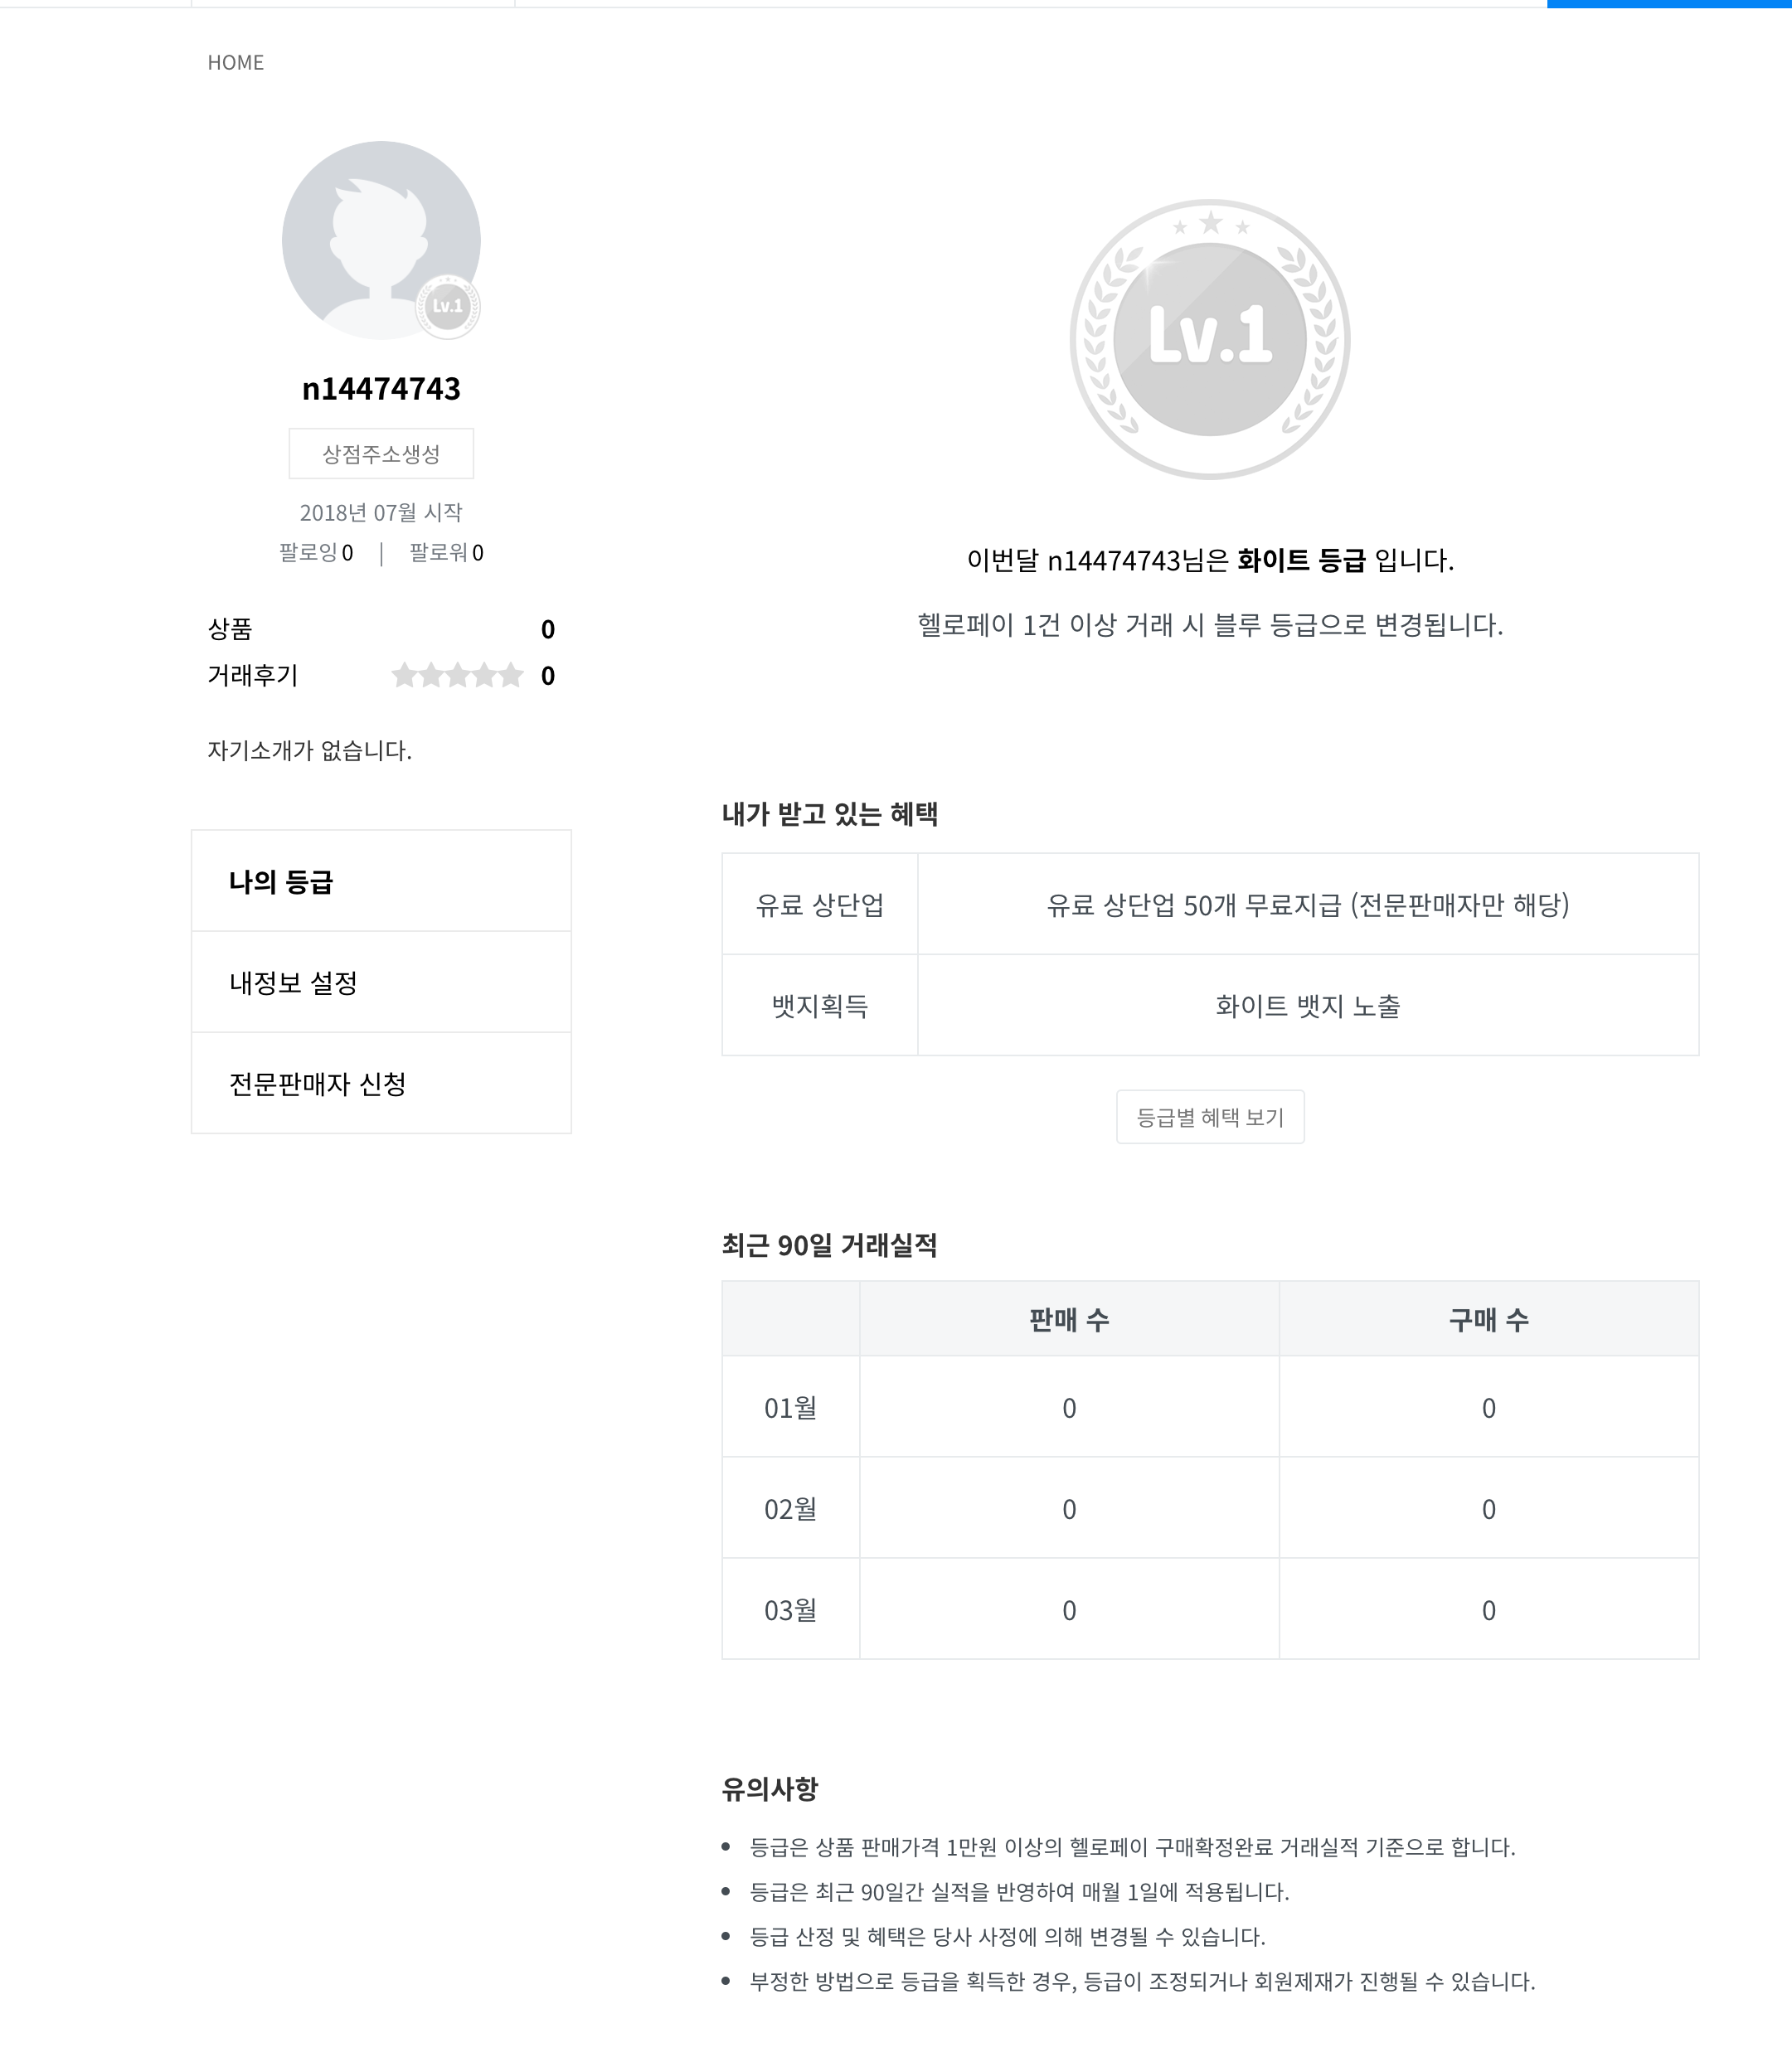 HOME
Lv.1
n14474743
상점주소생성
2018년 07월 시작
팔로잉 0 | 팔로워 0
상품 0
거래후기 0
자기소개가 없습니다.
나의 등급
내정보 설정
전문판매자 신청
Lv.1
이번달 n14474743님은 화이트 등급 입니다.
헬로페이 1건 이상 거래 시 블루 등급으로 변경됩니다.
내가 받고 있는 혜택
유료 상단업 유료 상단업 50개 무료지급 (전문판매자만 해당)
뱃지획득 화이트 뱃지 노출
등급별 혜택 보기
최근 90일 거래실적
판매 수 구매 수
01월 0 0
02월 0 0
03월 0 0
유의사항
• 등급은 상품 판매가격 1만원 이상의 헬로페이 구매확정완료 거래실적 기준으로 합니다.
• 등급은 최근 90일간 실적을 반영하여 매월 1일에 적용됩니다.
• 등급 산정 및 혜택은 당사 사정에 의해 변경될 수 있습니다.
• 부정한 방법으로 등급을 획득한 경우, 등급이 조정되거나 회원제재가 진행될 수 있습니다.